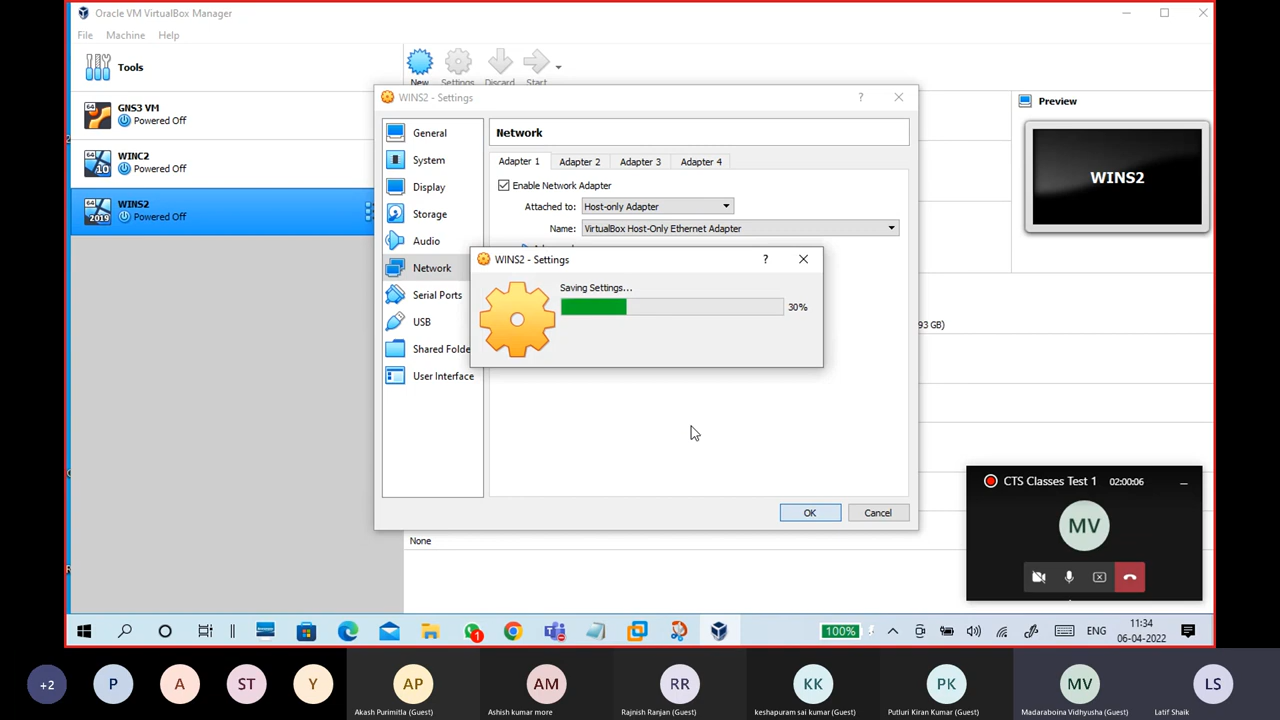 Oracle VM VirtualBox Manager
File Machine Help
Tools
New Settings Discard Start
64
GNS3 VM
Powered Off
64
10
WINC2
Powered Off
64
2019
WINS2
Powered Off
Preview
WINS2
WINS2 - Settings
?
General
System
Display
Storage
Audio
Network
Serial Ports
USB
Shared Folde
User Interface
Network
Adapter 1 Adapter 2 Adapter 3 Adapter 4
Enable Network Adapter
Attached to: Host-only Adapter
Name: VirtualBox Host-Only Ethernet Adapter
WINS2 - Settings
?
Saving Settings...
30%
OK Cancel
93 GB)
None
CTS Classes Test 1 02:00:06
MV
1
100%
ENG
11:34
06-04-2022
+2 P A ST Y
AP
Akash Purimitla (Guest)
AM
Ashish kumar more
RR
Rajnish Ranjan (Guest)
KK
keshapuram sai kumar (Guest)
PK
Putluri Kiran Kumar (Guest)
MV
Madaraboina Vidhyusha (Guest)
LS
Latif Shaik